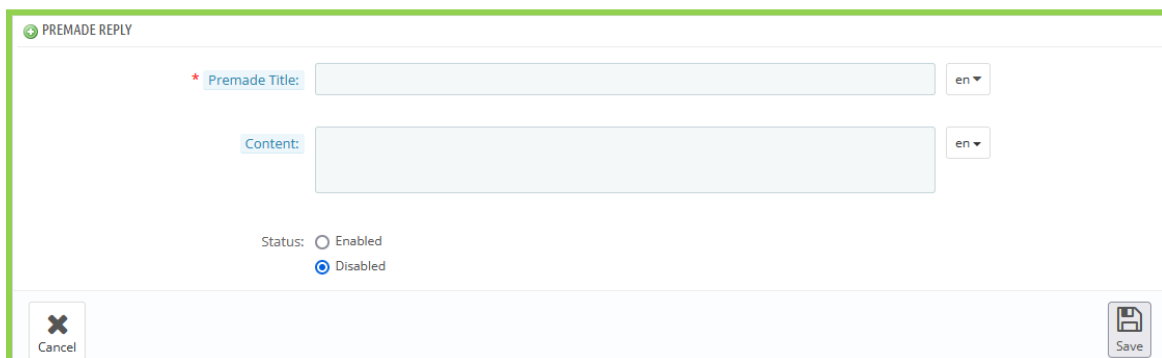 PREMADE REPLY
* Premade Title: en
Content: en
Status: Enabled
Disabled
Cancel Save